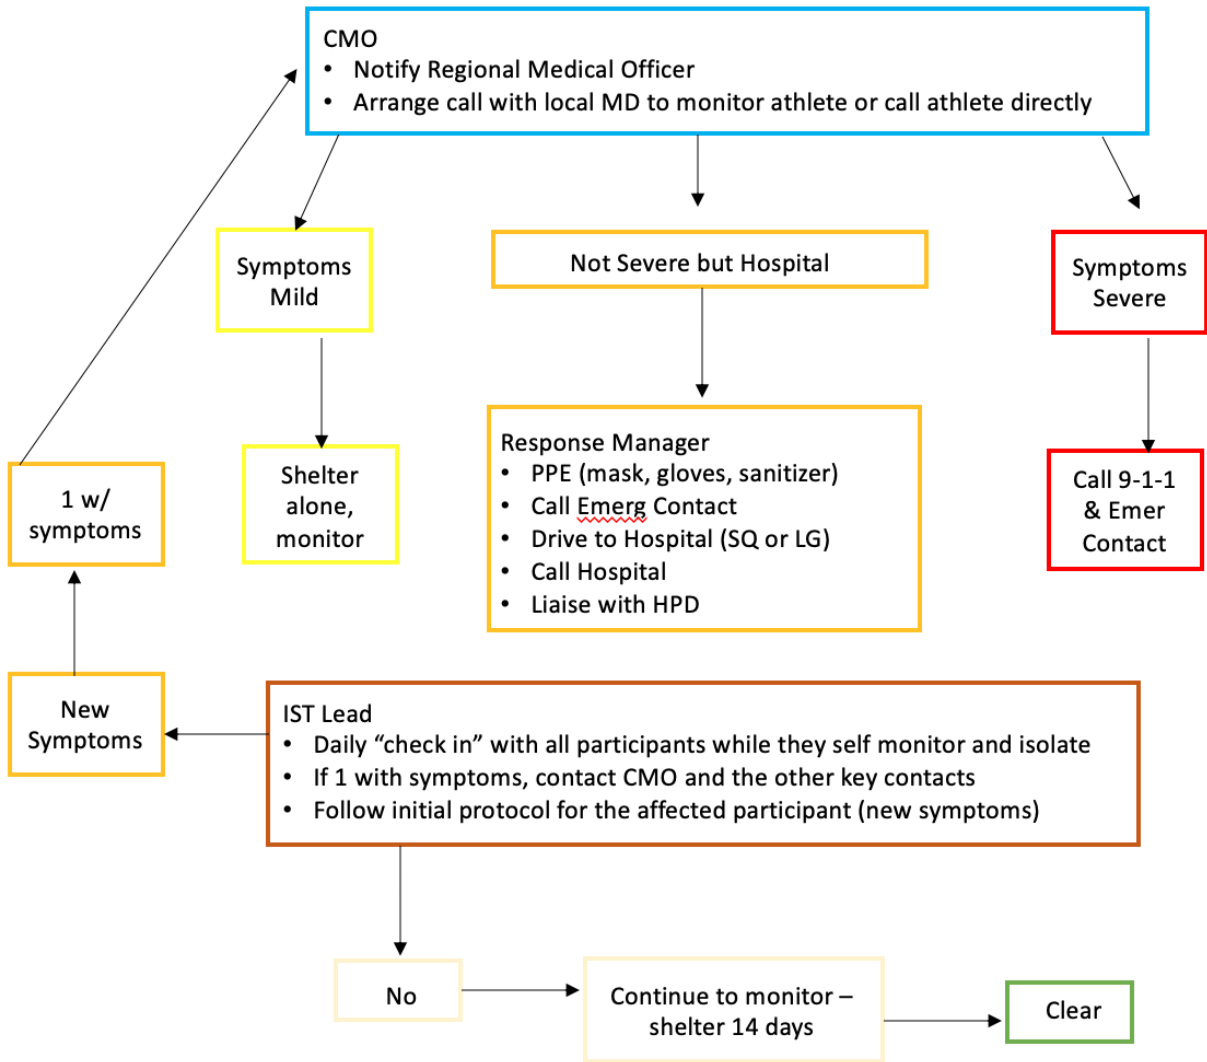 CMO
• Notify Regional Medical Officer
• Arrange call with local MD to monitor athlete or call athlete directly
Symptoms
Mild
Not Severe but Hospital
Symptoms
Severe
1 w/
symptoms
Shelter
alone,
monitor
Response Manager
• PPE (mask, gloves, sanitizer)
• Call Emerg Contact
• Drive to Hospital (SQ or LG)
• Call Hospital
• Liaise with HPD
Call 9-1-1
& Emer
Contact
New
Symptoms
IST Lead
• Daily “check in” with all participants while they self monitor and isolate
• If 1 with symptoms, contact CMO and the other key contacts
• Follow initial protocol for the affected participant (new symptoms)
No
Continue to monitor –
shelter 14 days
Clear